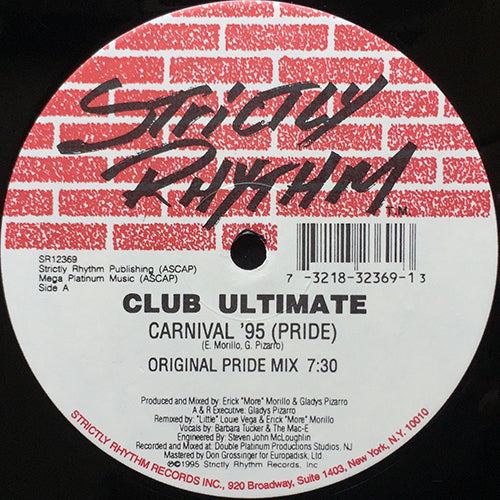 STRICTLY
RHYTHM
T.M.
SR12369
Strictly Rhythm Publishing (ASCAP)
Mega Platinum Music (ASCAP)
Side A
7 -3218-32369-1 3
CLUB ULTIMATE
CARNIVAL '95 (PRIDE)
(E. Morillo, G. Pizarro)
ORIGINAL PRIDE MIX 7:30
Produced and Mixed by: Erick "More" Morillo & Gladys Pizarro
A & R Executive: Gladys Pizarro
Remixed by: "Little" Louie Vega & Erick "More" Morillo
Vocals by: Barbara Tucker & The Mac-E
Engineered By: Steven John McLoughlin
Recorded and Mixed at: Double Platinum Productions Studios, NJ
Mastered by Don Grossinger for Europadisk, Ltd.
℗©1995 Strictly Rhythm Records, Inc.
STRICTLY RHYTHM RECORDS INC., 920 Broadway, Suite 1403, New York, N.Y. 10010